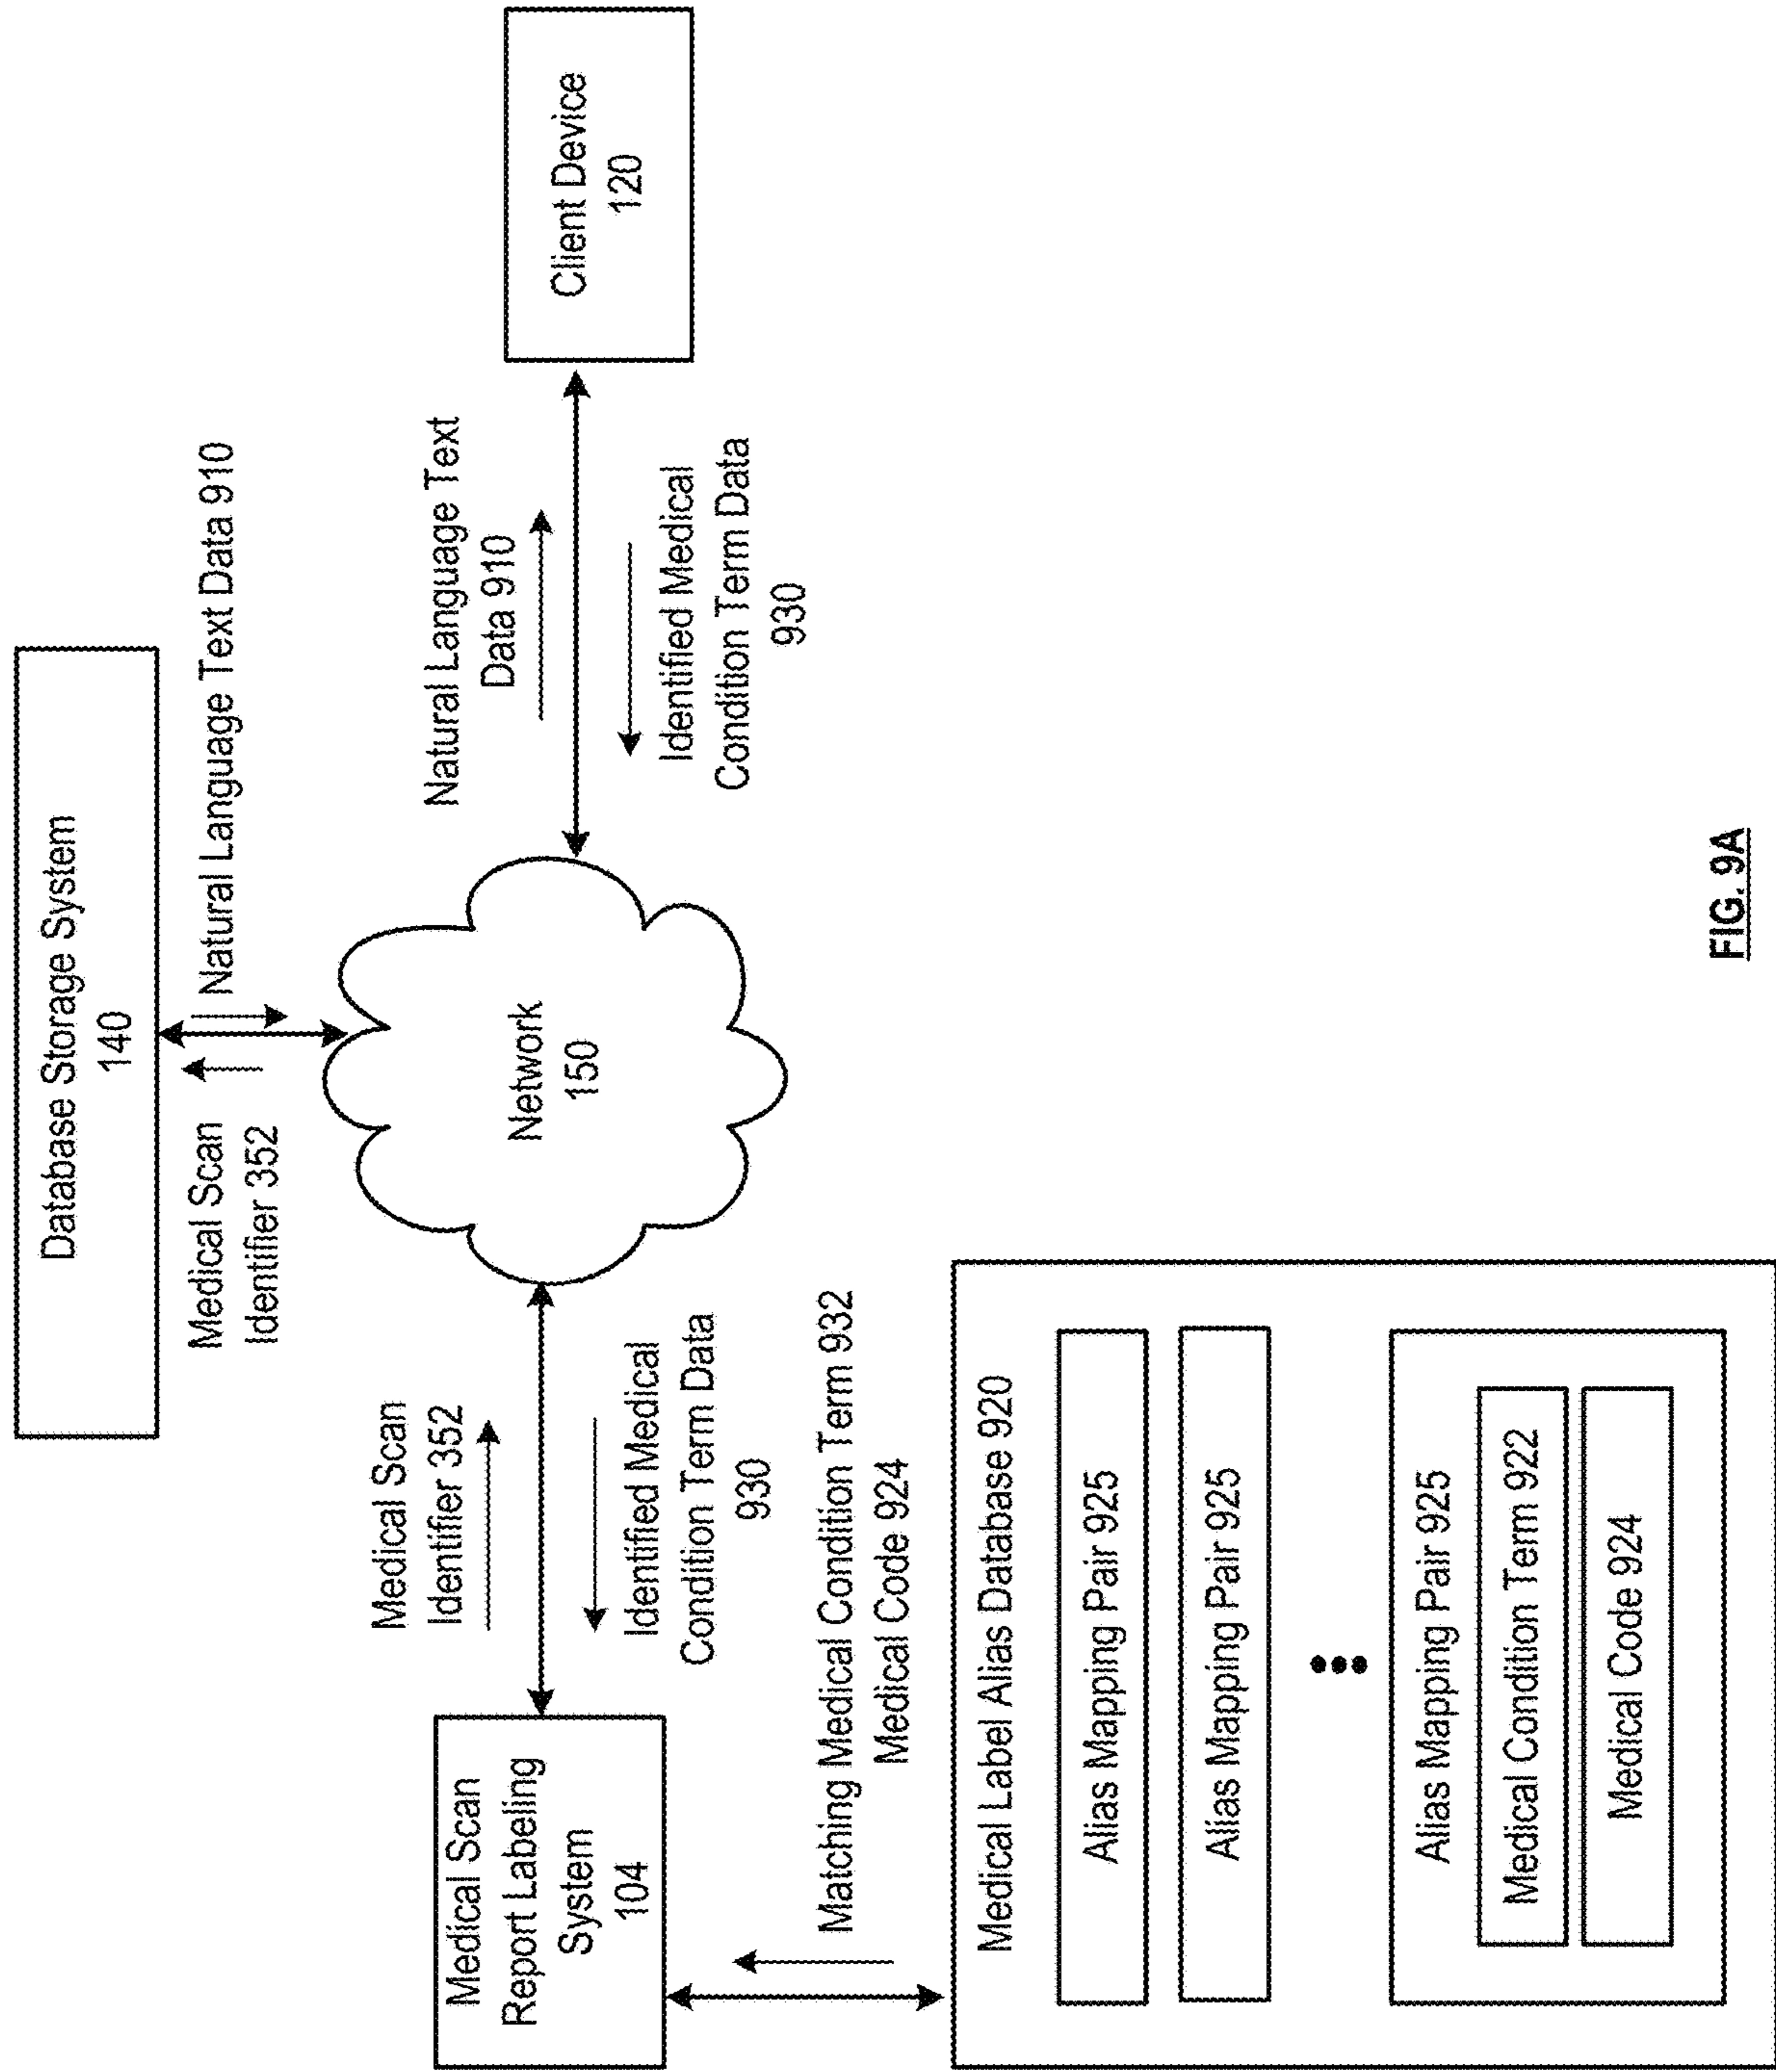 Database Storage System
140
Medical Scan
Identifier 352
Natural Language Text Data 910
Medical Scan
Report Labeling
System
104
Medical Scan
Identifier 352
Identified Medical
Condition Term Data
930
Network
150
Natural Language Text
Data 910
Identified Medical
Condition Term Data
930
Client Device
120
Matching Medical Condition Term 932
Medical Code 924
Medical Label Alias Database 920
Alias Mapping Pair 925
Alias Mapping Pair 925
Alias Mapping Pair 925
Medical Condition Term 922
Medical Code 924
FIG. 9A